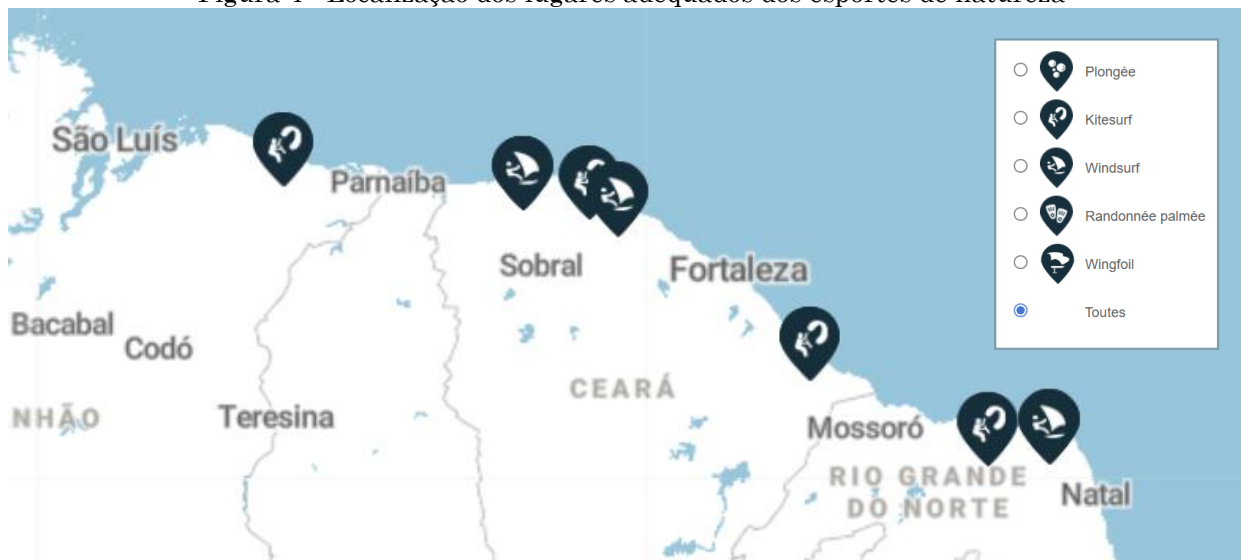 Figura 4 - Localização dos lugares adequados dos esportes de natureza
Plongée
Kitesurf
Windsurf
Randonnée palmée
Wingfoil
Toutes
São Luís
Parnaíba
Sobral
Fortaleza
Bacabal
Codó
CEARÁ
NHÃO
Teresina
Mossoró
RIO GRANDE
DO NORTE
Natal